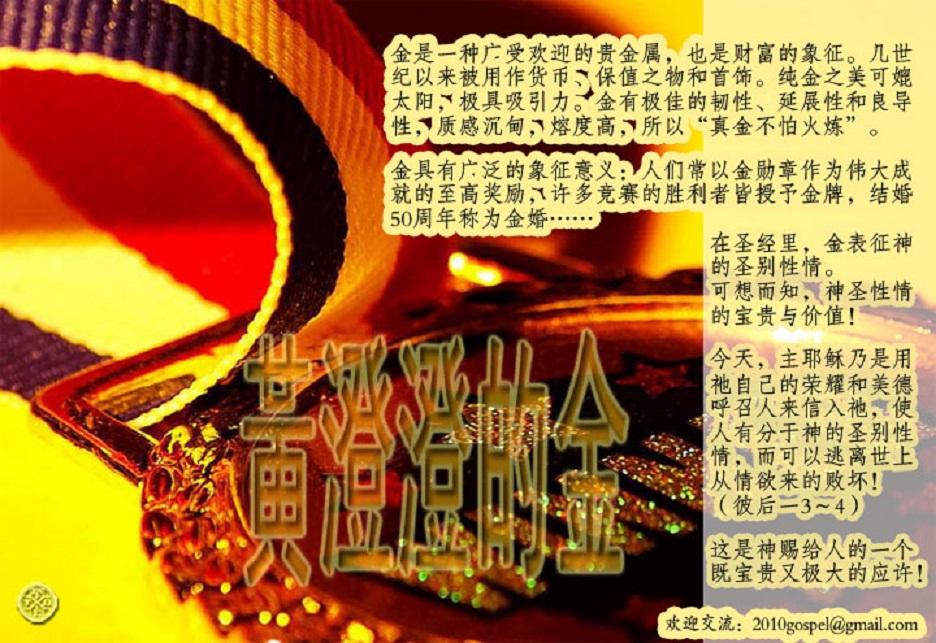 金是一种广受欢迎的贵金属，也是财富的象征。几世
纪以来被用作货币、保值之物和首饰。纯金之美可媲
太阳，极具吸引力。金有极佳的韧性、延展性和良导
性，质感沉甸，熔度高，所以“真金不怕火炼”。
金具有广泛的象征意义：人们常以金勋章作为伟大成
就的至高奖励，许多竞赛的胜利者皆授予金牌，结婚
50周年称为金婚……
在圣经里，金表征神
的圣别性情。
可想而知，神圣性情
的宝贵与价值！
今天，主耶稣乃是用
祂自己的荣耀和美德
呼召人来信入祂，使
人有分于神的圣别性
情，而可以逃离世上
从情欲来的败坏！
（彼后一3～4）
这是神赐给人的一个
既宝贵又极大的应许！
黃澄澄的金
欢迎交流：2010gospel@gmail.com